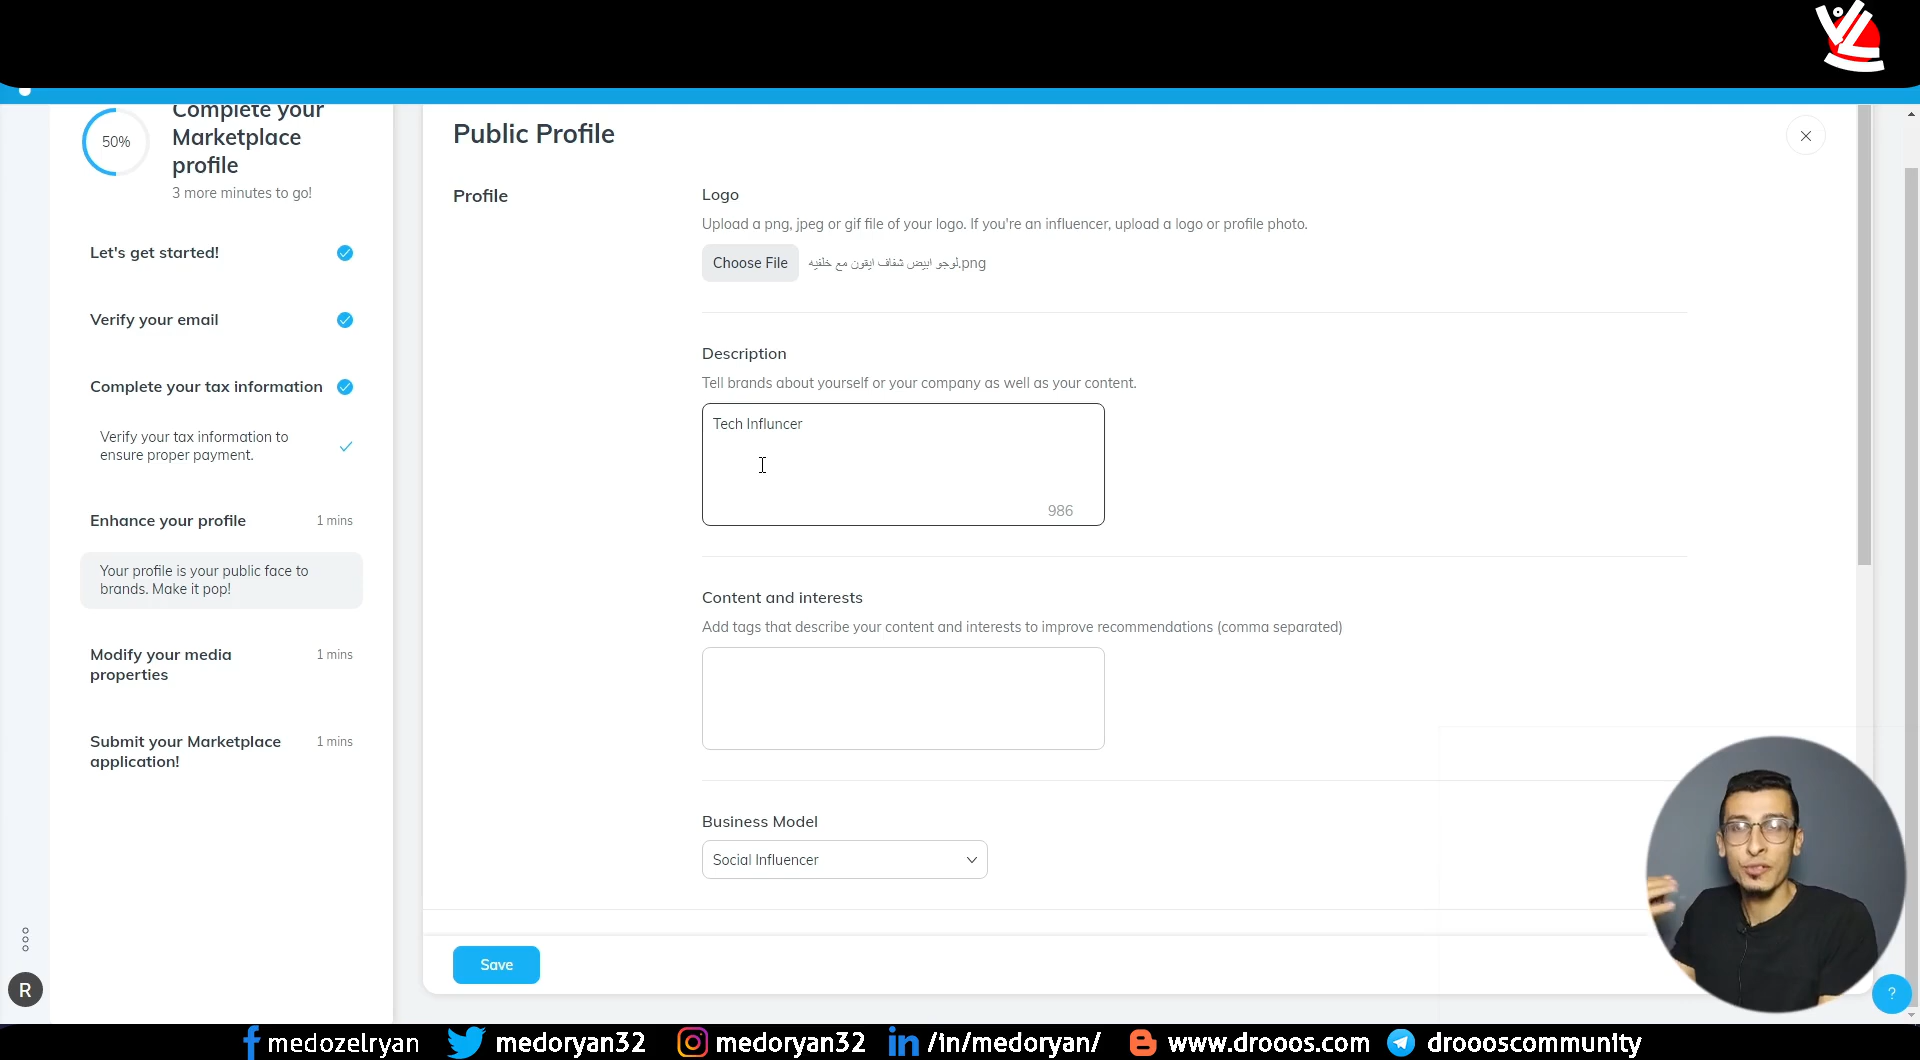 50%
Complete your
Marketplace
profile
3 more minutes to go!
Let's get started!
Verify your email
Complete your tax information
Verify your tax information to
ensure proper payment.
Enhance your profile
1 mins
Your profile is your public face to
brands. Make it pop!
Modify your media
properties
1 mins
Submit your Marketplace
application!
1 mins
R
Public Profile
Profile
Logo
Upload a png, jpeg or gif file of your logo. If you're an influencer, upload a logo or profile photo.
Choose File
لوجو ابيض شفاف ايقون مع خلفيه.png
Description
Tell brands about yourself or your company as well as your content.
Tech Influncer
986
Content and interests
Add tags that describe your content and interests to improve recommendations (comma separated)
Business Model
Social Influencer
Save
?
medozelryan
medoryan32
medoryan32
/in/medoryan/
www.drooos.com
droooscommunity